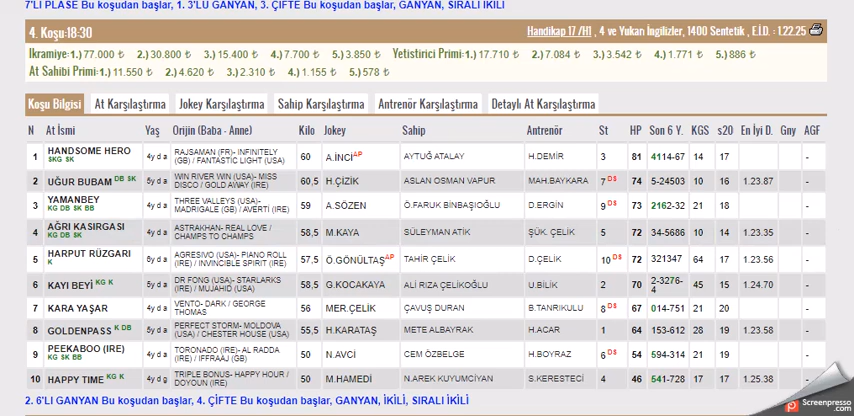 7'Lİ PLASE Bu koşudan başlar, 1. 3'LÜ GANYAN, 3. ÇİFTE Bu koşudan başlar, GANYAN, SIRALI İKİLİ
4. Koşu:18:30 Handikap 17 /H1 , 4 ve Yukarı İngilizler, 1400 Sentetik , E.İ.D. : 1.22.25
Ikramiye:1.) 77.000 ₺ 2.) 30.800 ₺ 3.) 15.400 ₺ 4.) 7.700 ₺ 5.) 3.850 ₺ Yetistirici Primi:1.) 17.710 ₺ 2.) 7.084 ₺ 3.) 3.542 ₺ 4.) 1.771 ₺ 5.) 886 ₺
At Sahibi Primi:1.) 11.550 ₺ 2.) 4.620 ₺ 3.) 2.310 ₺ 4.) 1.155 ₺ 5.) 578 ₺
Koşu Bilgisi At Karşılaştırma Jokey Karşılaştırma Sahip Karşılaştırma Antrenör Karşılaştırma Detaylı At Karşılaştırma
N At İsmi Yaş Orijin (Baba - Anne) Kilo Jokey Sahip Antrenör St HP Son 6 Y. KGS s20 En İyi D. Gny AGF
1 HANDSOME HERO SKG SK 4y d a RAJSAMAN (FR)- INFINITELY (GB) / FANTASTIC LIGHT (USA) 60 A.İNCİ AP AYTUĞ ATALAY H.DEMİR 3 81 4114-67 14 17 -
2 UĞUR BUBAM DB SK 5y d a WIN RIVER WIN (USA)- MISS DISCO / GOLD AWAY (IRE) 60,5 H.ÇİZİK ASLAN OSMAN VAPUR MAH.BAYKARA 7 DS 74 5-24503 10 16 1.23.87 -
3 YAMANBEY KG DB SK BB 4y d a THREE VALLEYS (USA)- MADRIGALE (GB) / AVERTI (IRE) 59 A.SÖZEN Ö.FARUK BİNBAŞIOĞLU D.ERGİN 9 DS 73 2162-32 21 18 -
4 AĞRI KASIRGASI KG DB SK 4y d a ASTRAKHAN- REAL LOVE / CHAMPS TO CHAMPS 58,5 M.KAYA SÜLEYMAN ATİK ŞÜK. ÇELİK 5 72 34-5686 10 14 1.23.35 -
5 HARPUT RÜZGARI K 5y d a AGRESIVO (USA)- PIANO ROLL (IRE) / INVINCIBLE SPIRIT (IRE) 57,5 Ö.GÖNÜLTAŞ AP TAHİR ÇELİK D.ÇELİK 10 DS 72 321347 64 17 1.23.56 -
6 KAYI BEYİ KG K 4y d a DR FONG (USA)- STARLARKS (IRE) / MUJAHID (USA) 58,5 G.KOCAKAYA ALİ RIZA ÇELİKOĞLU U.BİLİK 2 70 2-3276-4 45 15 1.24.70 -
7 KARA YAŞAR 4y d a VENTO- DARK / GEORGE THOMAS 56 MER.ÇELİK ÇAVUŞ DURAN B.TANRIKULU 8 DS 67 014-751 21 20 -
8 GOLDENPASS K DB 5y d a PERFECT STORM- MOLDOVA (USA) / CHESTER HOUSE (USA) 55,5 H.KARATAŞ METE ALBAYRAK H.ACAR 1 64 153-612 28 19 1.23.58 -
9 PEEKABOO (IRE) KG SK BB 4y d a TORONADO (IRE)- AL RADDA (IRE) / IFFRAAJ (GB) 50 N.AVCİ CEM ÖZBELGE H.BOYRAZ 6 DS 54 594-314 21 19 -
10 HAPPY TIME KG K 4y d g TRIPLE BONUS- HAPPY HOUR / DOYOUN (IRE) 50 M.HAMEDİ N.AREK KUYUMCİYAN S.KERESTECİ 4 46 541-728 17 17 1.25.38 -
2. 6'LI GANYAN Bu koşudan başlar, 4. ÇİFTE Bu koşudan başlar, GANYAN, İKİLİ, SIRALI İKİLİ
Screenpresso.com